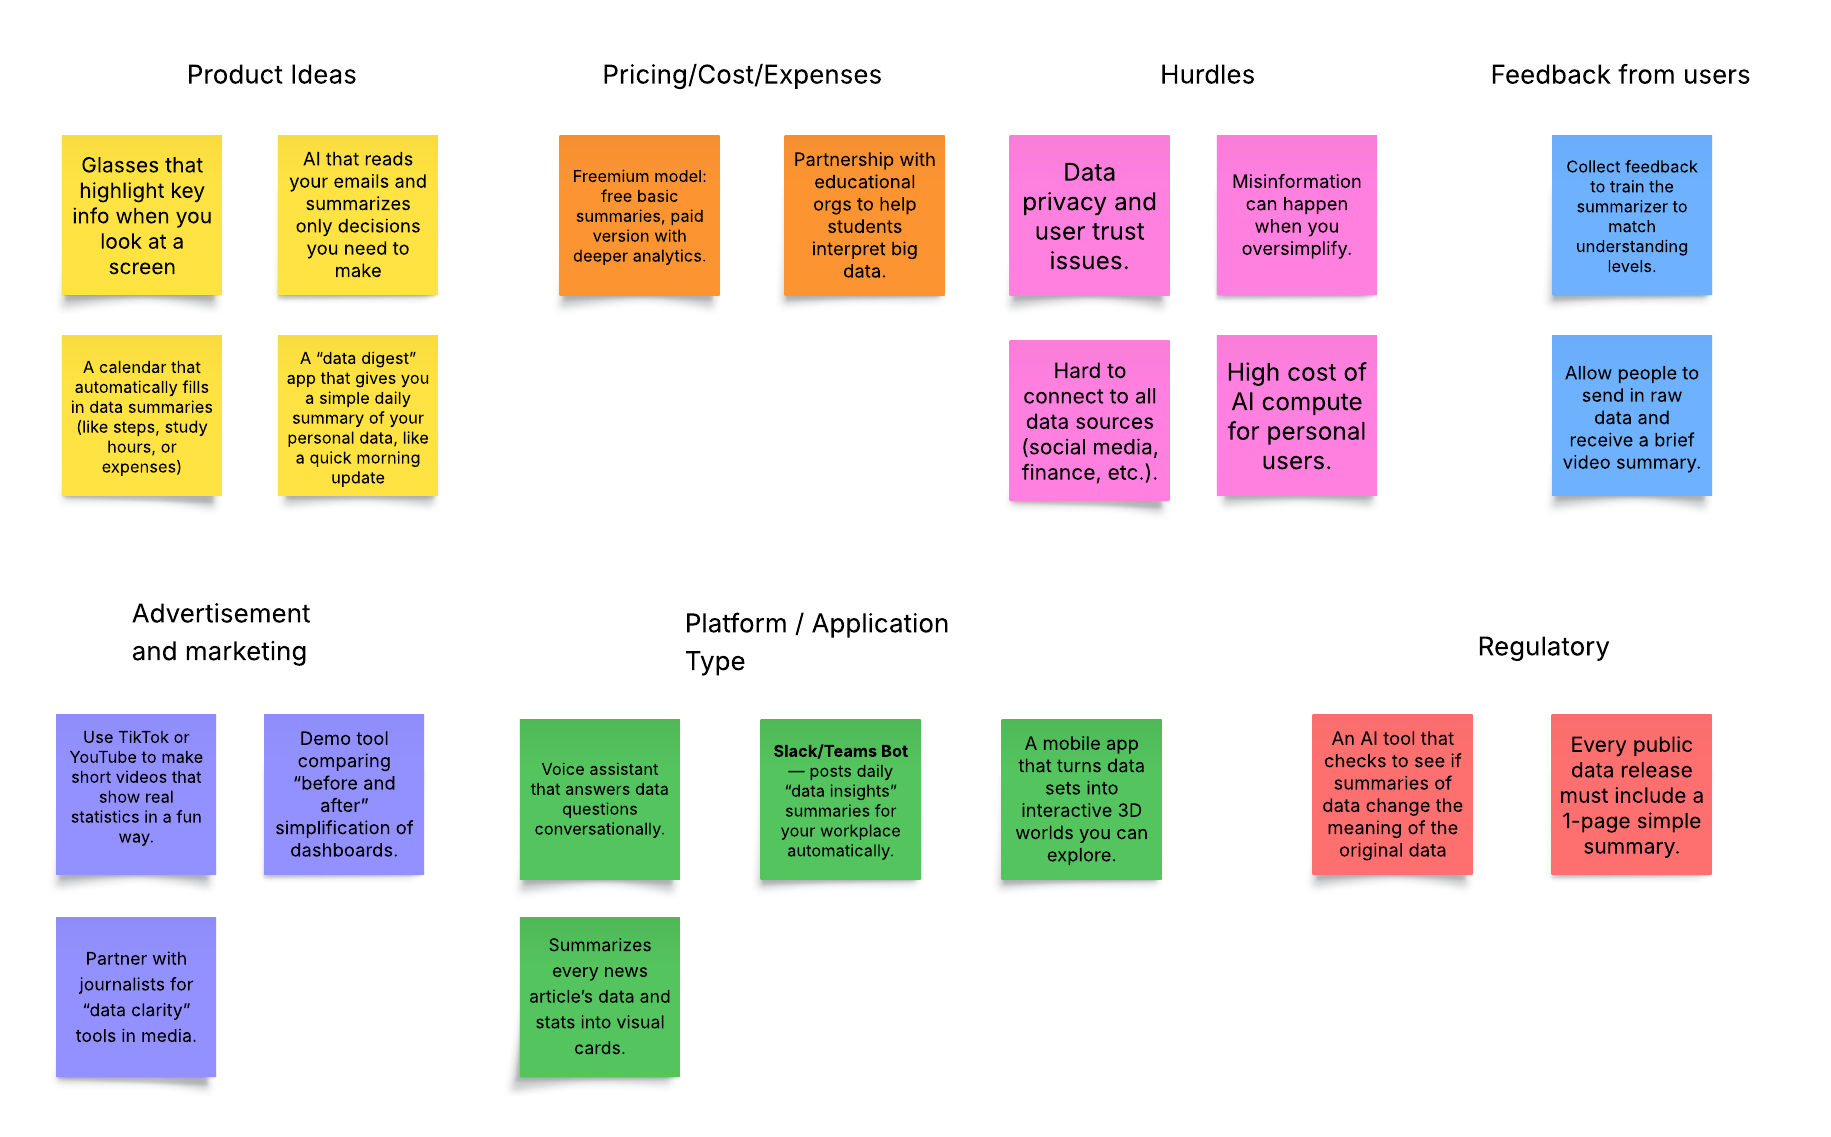 Product Ideas
Pricing/Cost/Expenses
Hurdles
Feedback from users
Glasses that
highlight key
info when you
look at a
screen
AI that reads
your emails and
summarizes
only decisions
you need to
make
Freemium model:
free basic
summaries, paid
version with
deeper analytics.
Partnership with
educational
orgs to help
students
interpret big
data.
Data
privacy and
user trust
issues.
Misinformation
can happen
when you
oversimplify.
Collect feedback
to train the
summarizer to
match
understanding
levels.
A calendar that
automatically fills
in data summaries
(like steps, study
hours, or
expenses)
A “data digest”
app that gives you
a simple daily
summary of your
personal data, like
a quick morning
update
Hard to
connect to all
data sources
(social media,
finance, etc.).
High cost of
AI compute
for personal
users.
Allow people to
send in raw
data and
receive a brief
video summary.
Advertisement
and marketing
Platform / Application
Type
Regulatory
Use TikTok or
YouTube to make
short videos that
show real
statistics in a fun
way.
Demo tool
comparing
“before and
after”
simplification of
dashboards.
Voice assistant
that answers data
questions
conversationally.
Slack/Teams Bot
— posts daily
“data insights”
summaries for
your workplace
automatically.
A mobile app
that turns data
sets into
interactive 3D
worlds you can
explore.
An AI tool that
checks to see if
summaries of
data change the
meaning of the
original data
Every public
data release
must include a
1-page simple
summary.
Partner with
journalists for
“data clarity”
tools in media.
Summarizes
every news
article’s data and
stats into visual
cards.